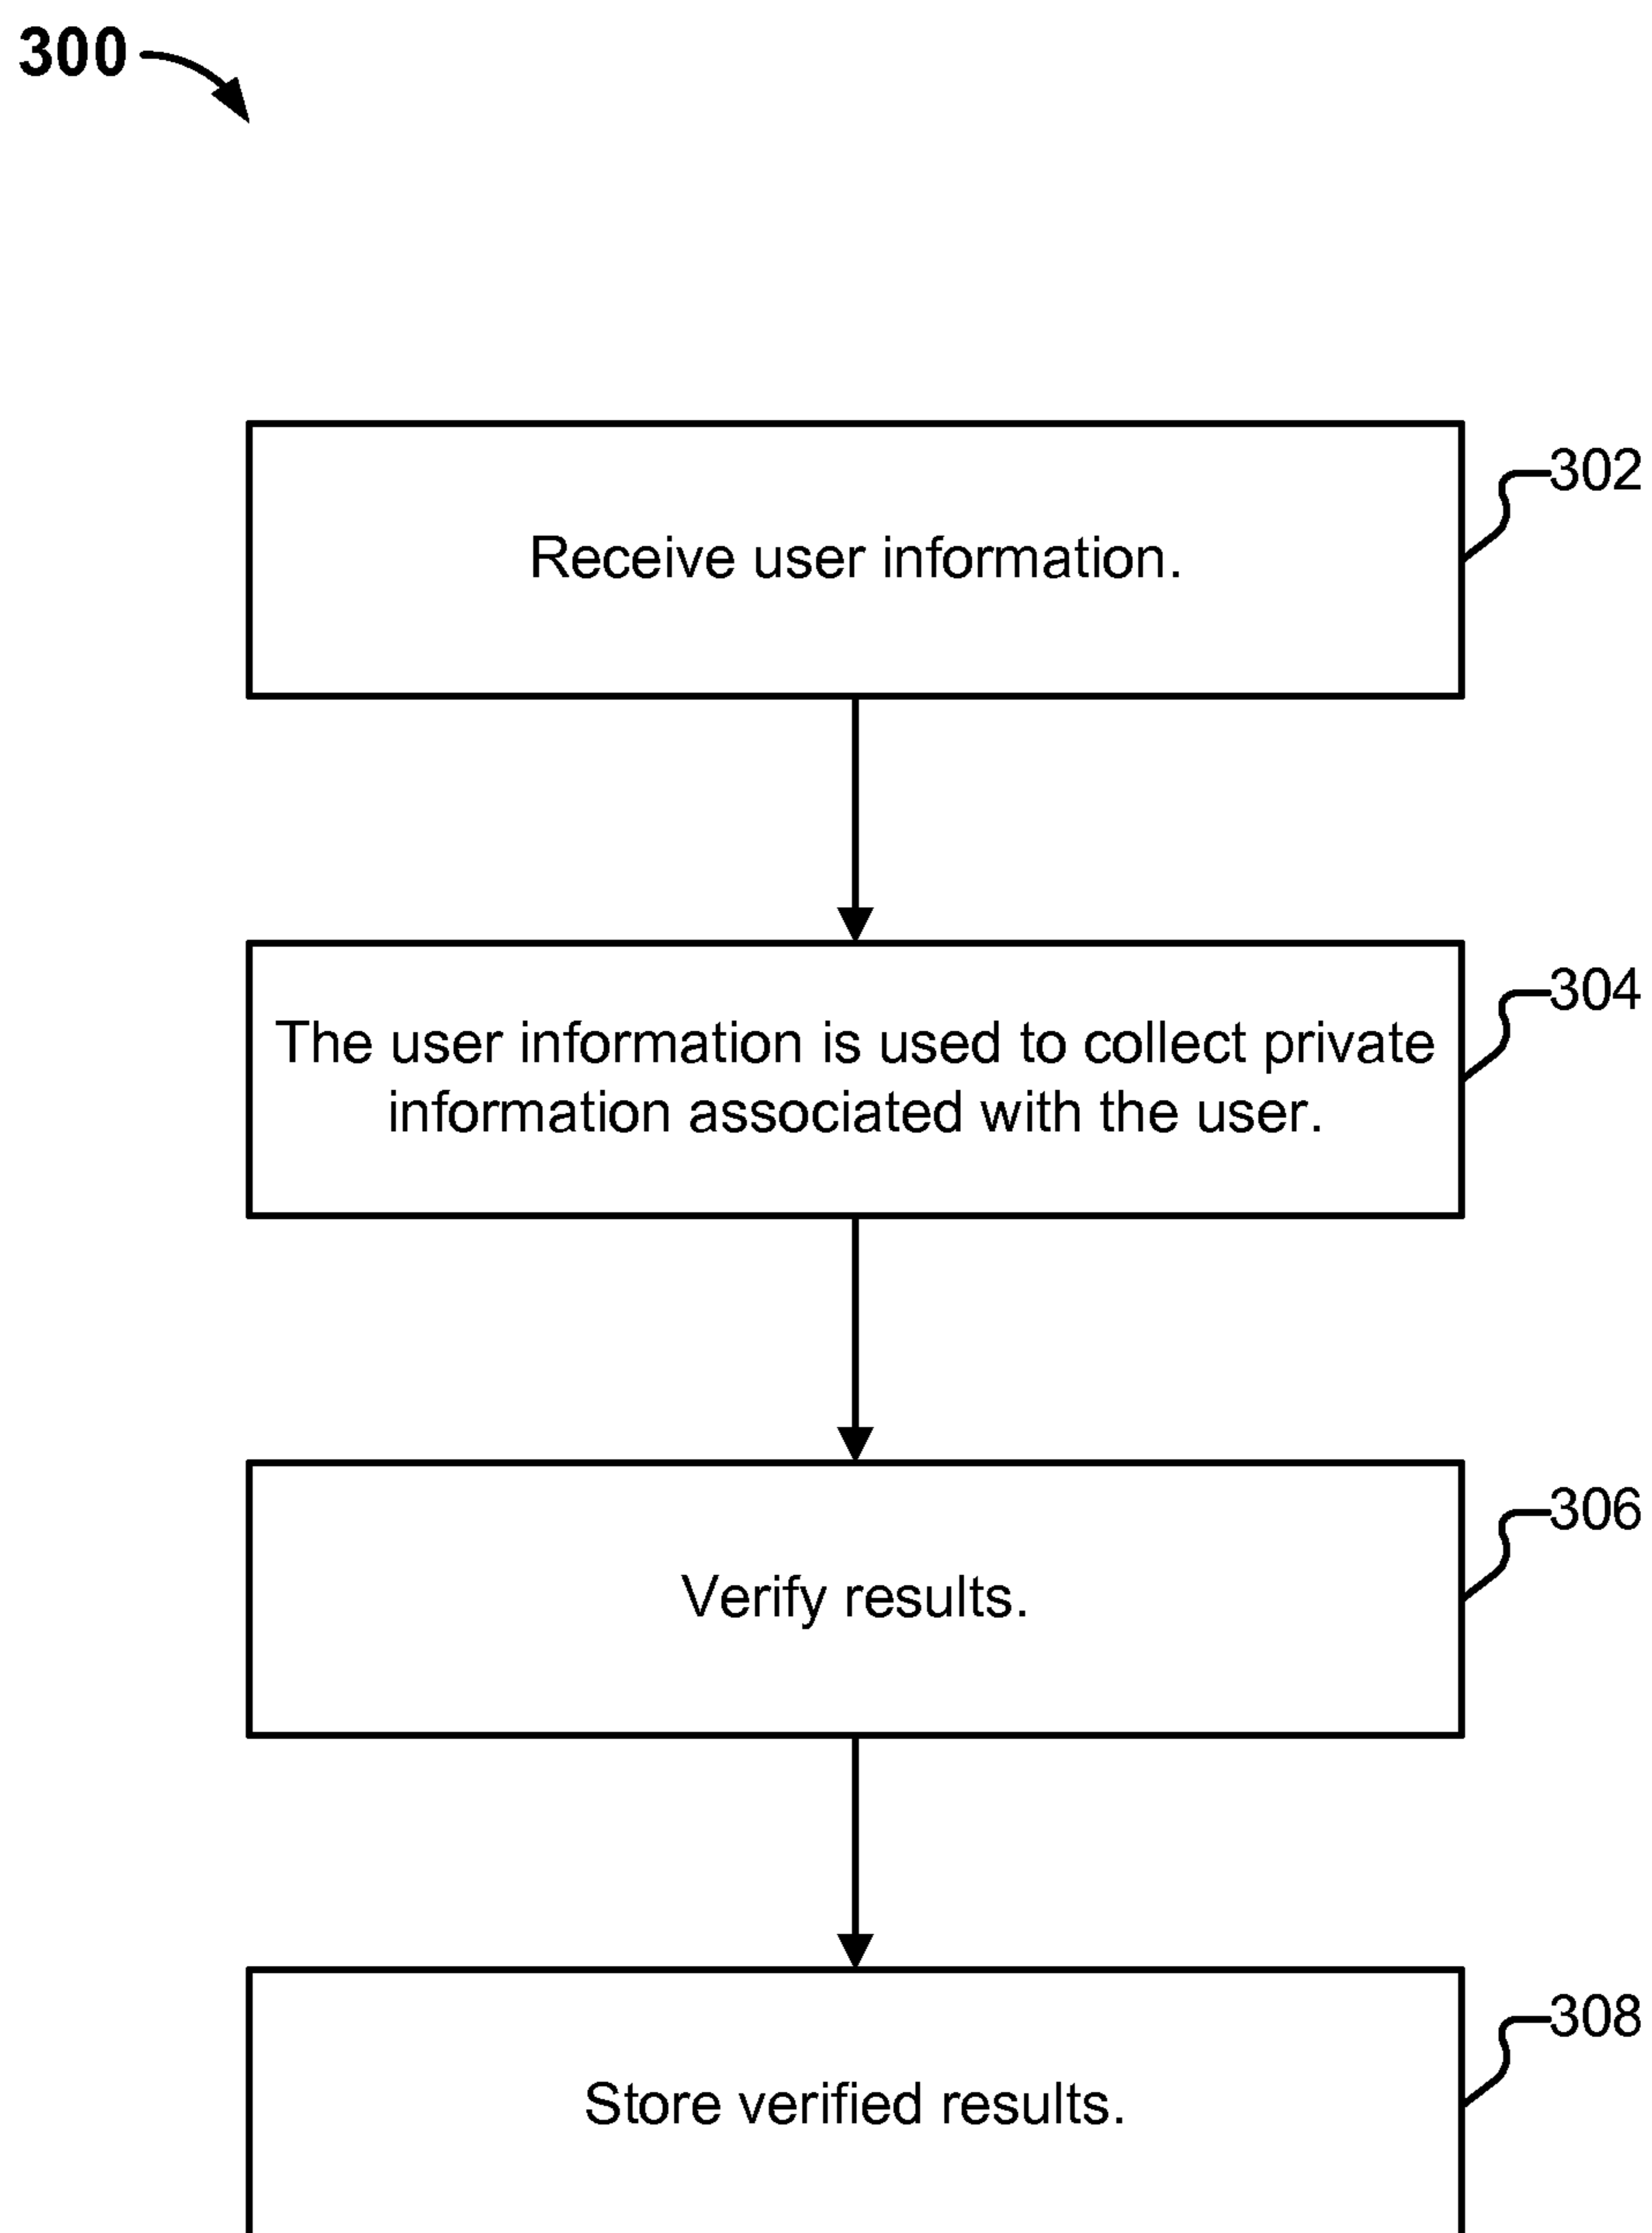 300
302
Receive user information.
304
The user information is used to collect private
information associated with the user.
306
Verify results.
308
Store verified results.